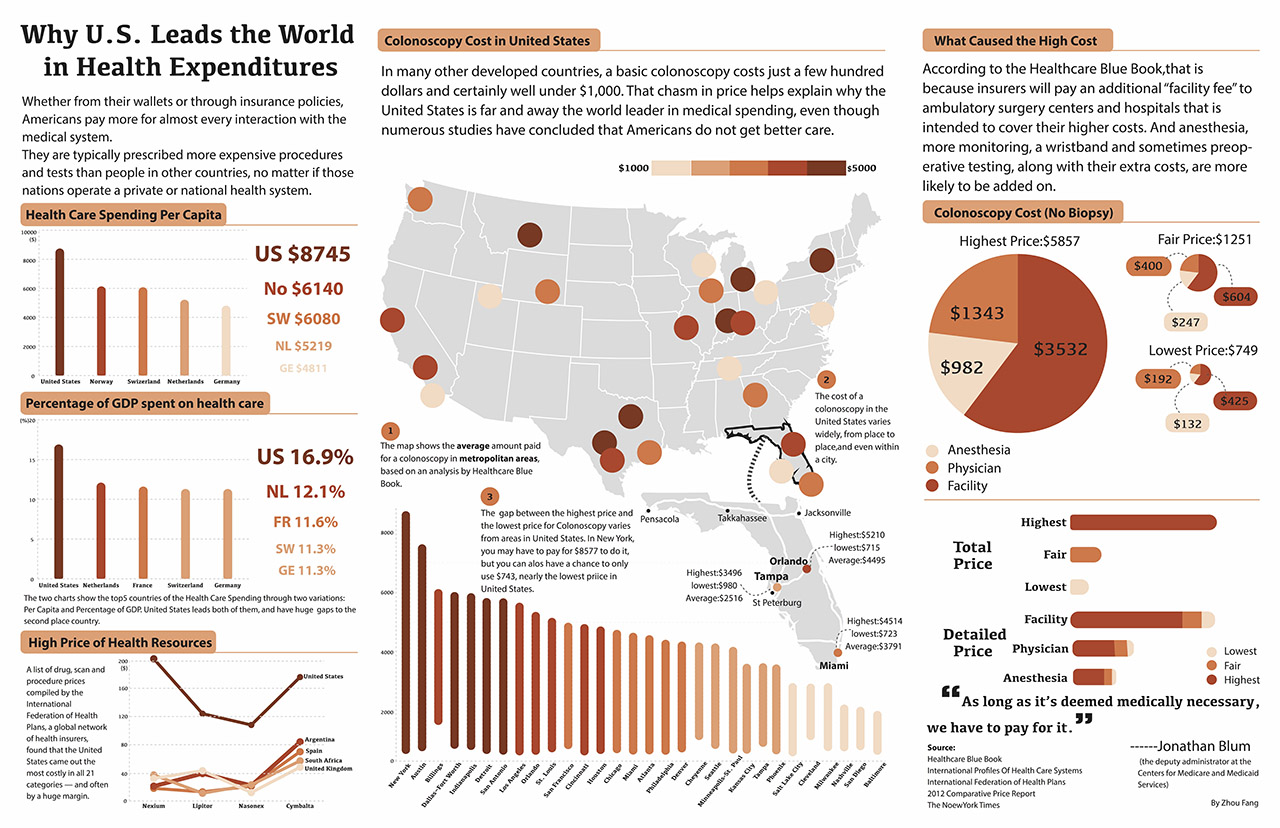 Why U.S. Leads the World
in Health Expenditures
Whether from their wallets or through insurance policies,
Americans pay more for almost every interaction with the
medical system.
They are typically prescribed more expensive procedures
and tests than people in other countries, no matter if those
nations operate a private or national health system.
Health Care Spending Per Capita
10000
($)
8000
6000
4000
2000
0
United States
Norway
Swizerland
Netherlands
Germany
US $8745
No $6140
SW $6080
NL $5219
GE $4811
Percentage of GDP spent on health care
(%)20
15
10
5
0
United States
Netherlands
France
Switzerland
Germany
US 16.9%
NL 12.1%
FR 11.6%
SW 11.3%
GE 11.3%
The two charts show the top5 countries of the Health Care Spending through two variations:
Per Capita and Percentage of GDP. United States leads both of them, and have huge gaps to the
second place country.
High Price of Health Resources
A list of drug, scan and
procedure prices
compiled by the
International
Federation of Health
Plans, a global network
of health insurers,
found that the United
States came out the
most costly in all 21
categories — and often
by a huge margin.
200
($)
160
120
80
40
0
United States
Argentina
Spain
South Africa
United Kingdom
Nexium
Lipitor
Nasonex
Cymbalta
Colonoscopy Cost in United States
In many other developed countries, a basic colonoscopy costs just a few hundred
dollars and certainly well under $1,000. That chasm in price helps explain why the
United States is far and away the world leader in medical spending, even though
numerous studies have concluded that Americans do not get better care.
$1000
$5000
1
The map shows the average amount paid
for a colonoscopy in metropolitan areas,
based on an analysis by Healthcare Blue
Book.
2
The cost of a
colonoscopy in the
United States varies
widely, from place to
place,and even within
a city.
3
The gap between the highest price and
the lowest price for Colonoscopy varies
from areas in United States. In New York,
you may have to pay for $8577 to do it,
but you can alos have a chance to only
use $743, nearly the lowest priice in
United States.
Pensacola
Takkahassee
Jacksonville
Highest:$5210
lowest:$715
Average:$4495
Orlando
Highest:$3496
lowest:$980
Average:$2516
Tampa
St Peterburg
Highest:$4514
lowest:$723
Average:$3791
Miami
8000
6000
4000
2000
0
New York
Austin
Billings
Dallas-Fort Worth
Indianapolis
Detroit
San Antonio
Los Angeles
Orlando
St. Louis
San Francisco
Cincinnati
Houston
Chicago
Miami
Atlanta
Philadelphia
Denver
Cheyenne
Seattle
Minneapolis-St. Paul
Kansas City
Tampa
Phoenix
Salt Lake City
Cleveland
Milwaukee
Nashville
San Diego
Baltimore
What Caused the High Cost
According to the Healthcare Blue Book,that is
because insurers will pay an additional "facility fee" to
ambulatory surgery centers and hospitals that is
intended to cover their higher costs. And anesthesia,
more monitoring, a wristband and sometimes preop-
erative testing, along with their extra costs, are more
likely to be added on.
Colonoscopy Cost (No Biopsy)
Highest Price:$5857
$1343
$982
$3532
Fair Price:$1251
$400
$604
$247
Lowest Price:$749
$192
$425
$132
Anesthesia
Physician
Facility
Total
Price
Highest
Fair
Lowest
Detailed
Price
Facility
Physician
Anesthesia
Lowest
Fair
Highest
“As long as it's deemed medically necessary,
we have to pay for it.”
------Jonathan Blum
(the deputy administrator at the
Centers for Medicare and Medicaid
Services)
Source:
Healthcare Blue Book
International Profiles Of Health Care Systems
International Federation of Health Plans
2012 Comparative Price Report
The NoewYork Times
By Zhou Fang